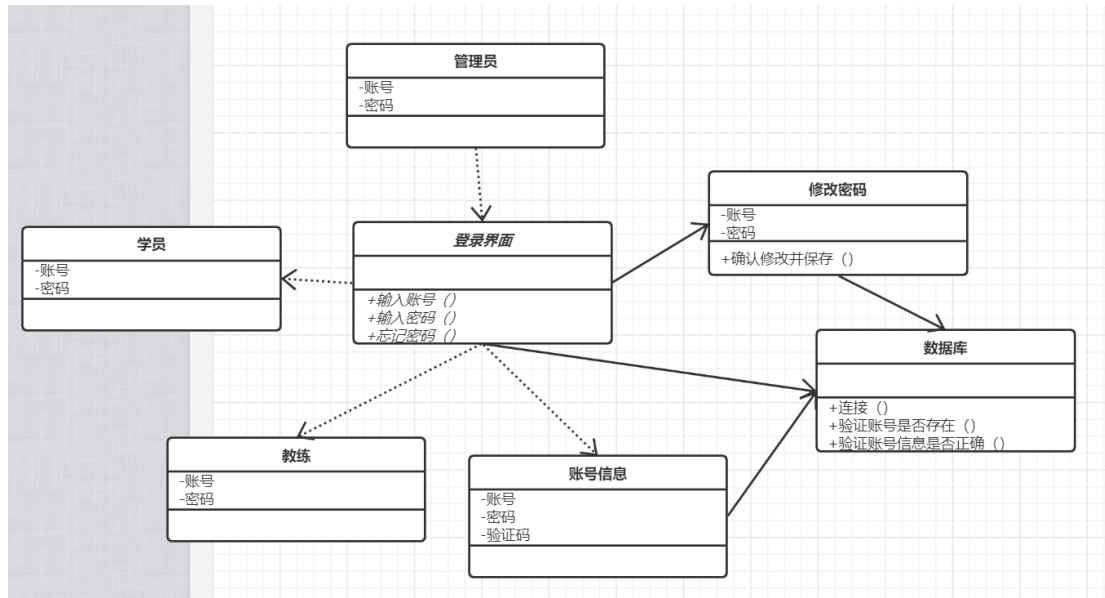 管理员
-账号
-密码
修改密码
-账号
-密码
+确认修改并保存（）
学员
-账号
-密码
登录界面
+输入账号（）
+输入密码（）
+忘记密码（）
数据库
+连接（）
+验证账号是否存在（）
+验证账号信息是否正确（）
教练
-账号
-密码
账号信息
-账号
-密码
-验证码